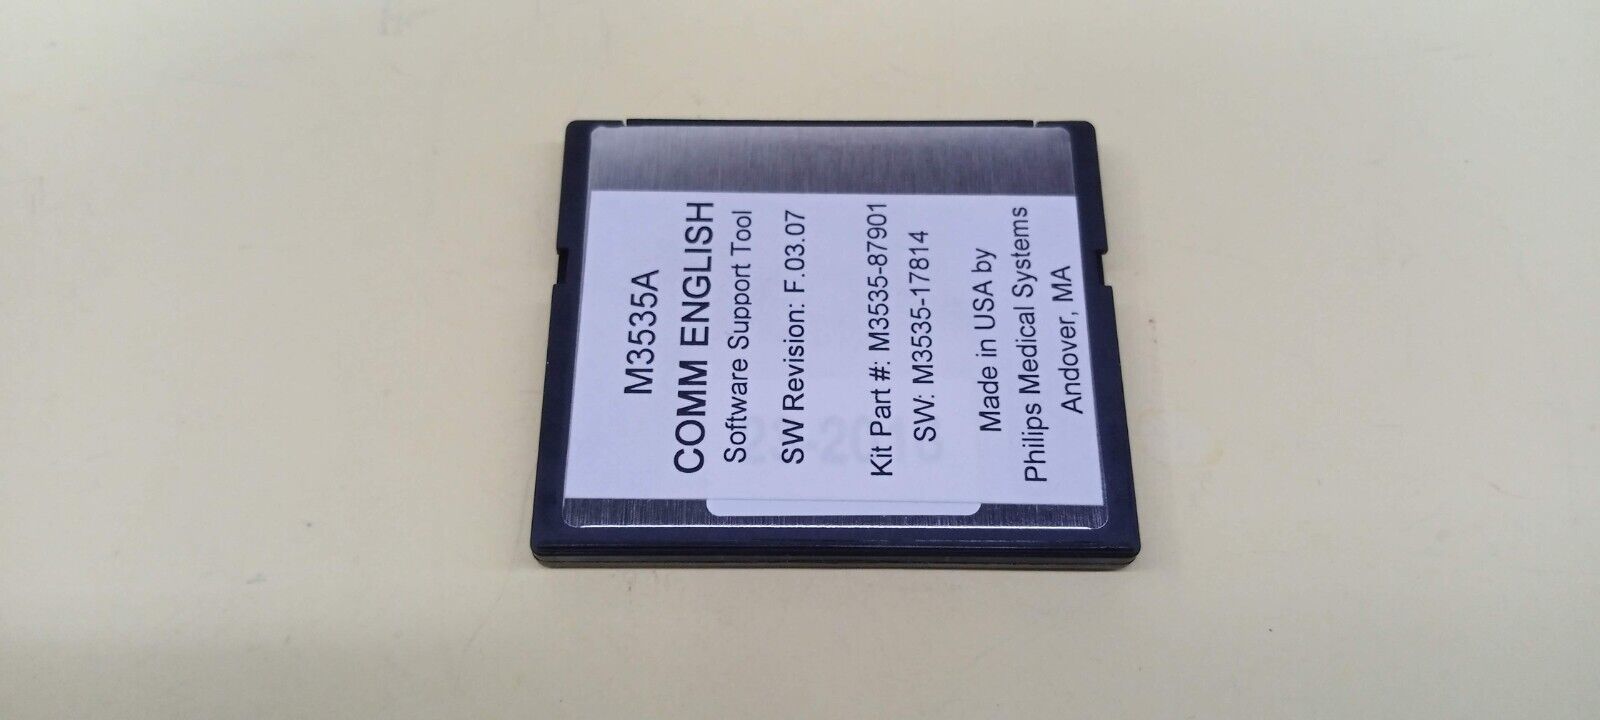 M3535A
COMM ENGLISH
Software Support Tool
SW Revision: F.03.07
Kit Part #: M3535-87901
SW: M3535-17814
Made in USA by
Philips Medical Systems
Andover, MA